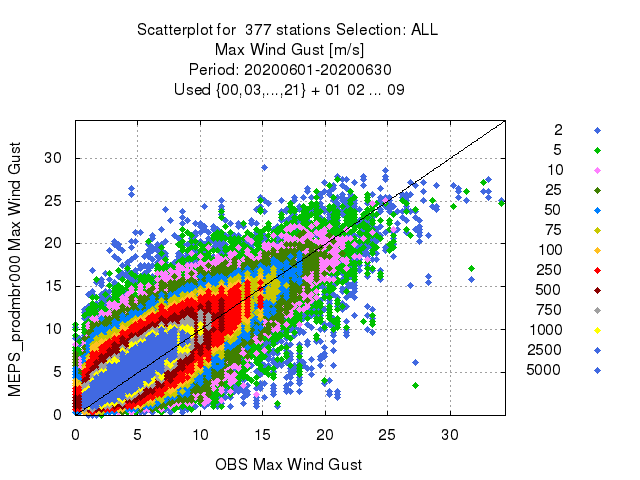 Scatterplot for 377 stations Selection: ALL
Max Wind Gust [m/s]
Period: 20200601-20200630
Used {00,03,...,21} + 01 02 ... 09
MEPS_prodmbr000 Max Wind Gust
30
25
20
15
10
5
0
0 5 10 15 20 25 30
OBS Max Wind Gust
2
5
10
25
50
75
100
250
500
750
1000
2500
5000